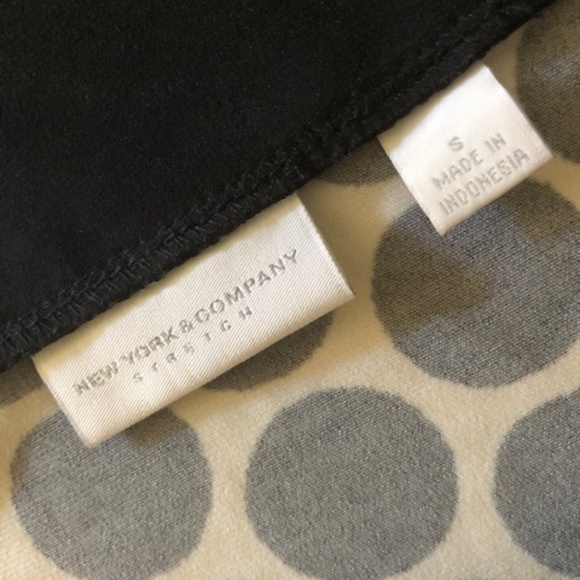 NEW YORK & COMPANY
STRETCH
S
MADE IN
INDONESIA